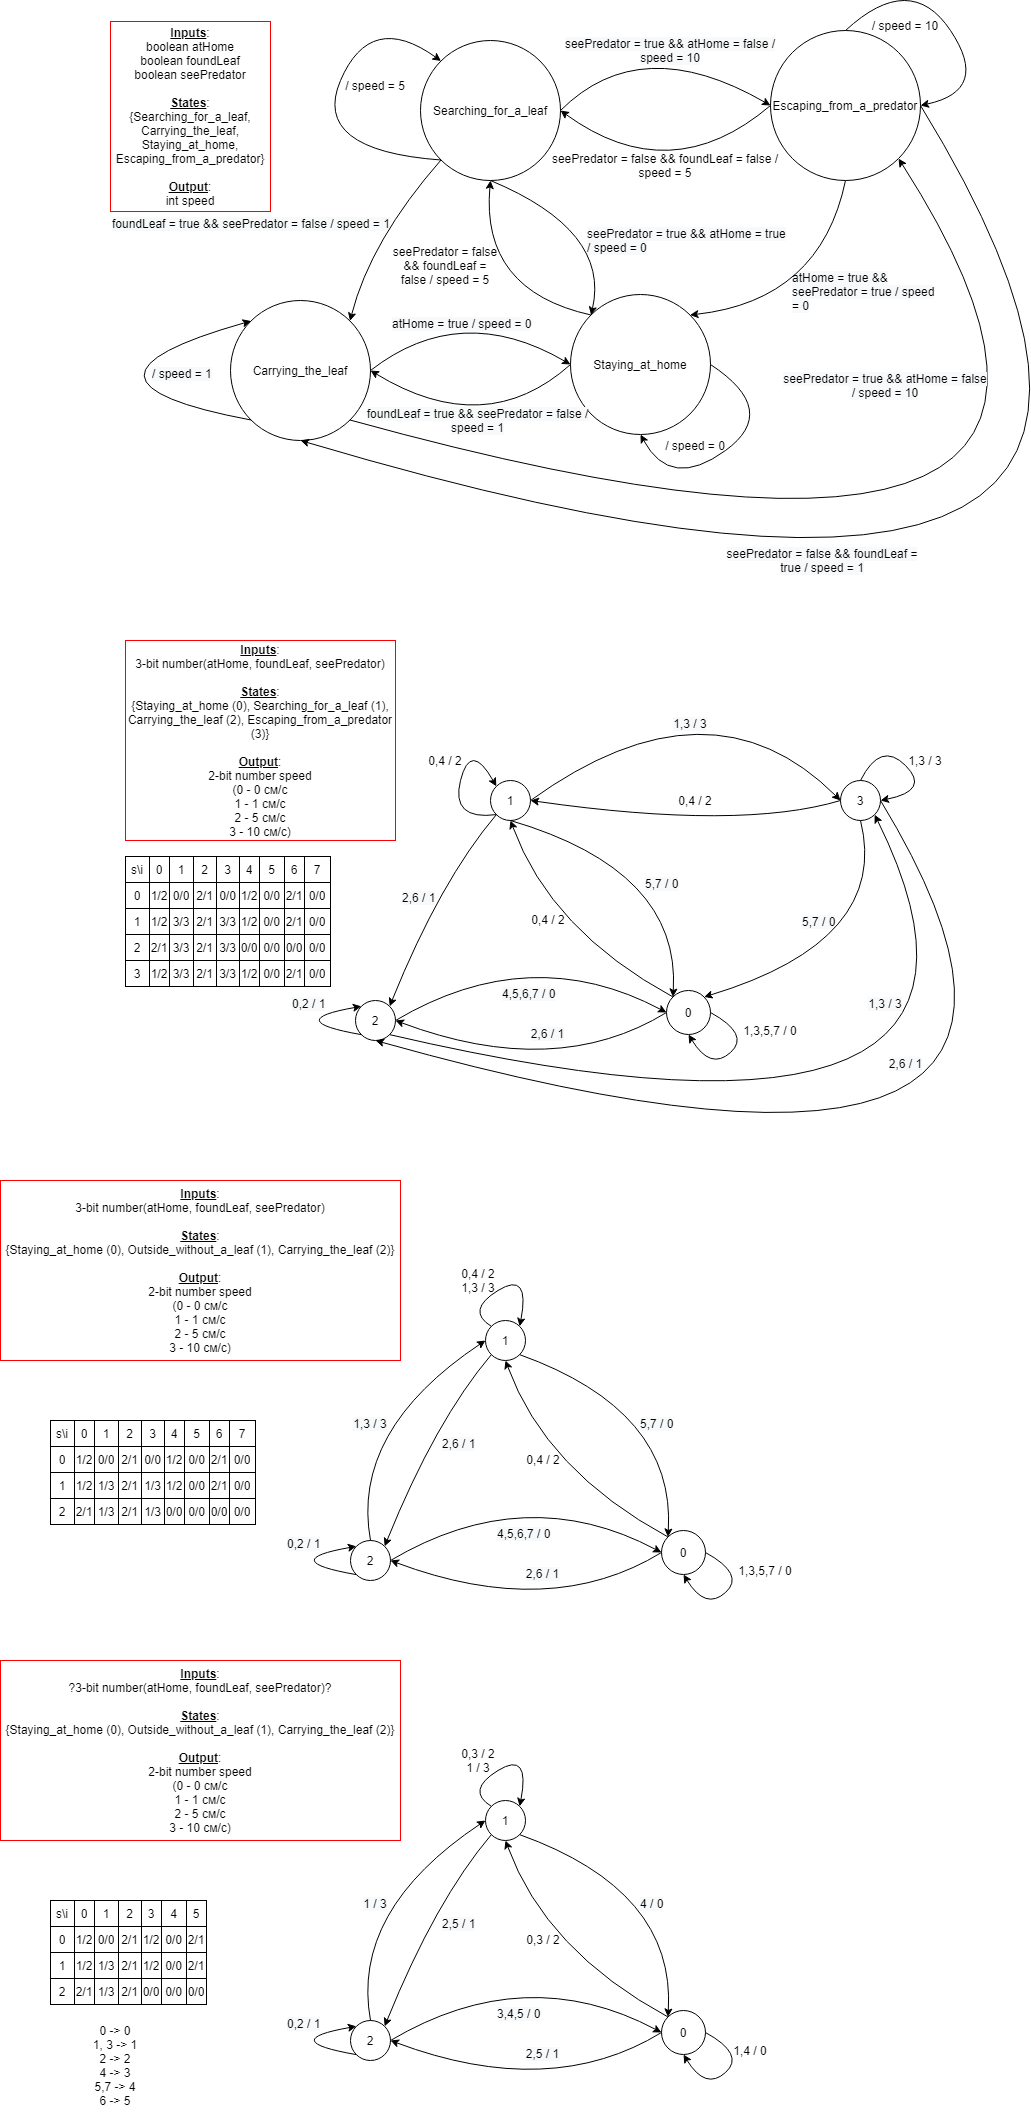 Inputs:
boolean atHome
boolean foundLeaf
boolean seePredator
States:
{Searching_for_a_leaf,
Carrying_the_leaf,
Staying_at_home,
Escaping_from_a_predator}
Output:
int speed
/ speed = 5
Searching_for_a_leaf
seePredator = true && atHome = false /
speed = 10
/ speed = 10
Escaping_from_a_predator
seePredator = false && foundLeaf = false /
speed = 5
foundLeaf = true && seePredator = false / speed = 1
seePredator = false
&& foundLeaf =
false / speed = 5
seePredator = true && atHome = true
/ speed = 0
atHome = true &&
seePredator = true / speed
= 0
atHome = true / speed = 0
Carrying_the_leaf
Staying_at_home
/ speed = 1
seePredator = true && atHome = false
/ speed = 10
foundLeaf = true && seePredator = false /
speed = 1
/ speed = 0
seePredator = false && foundLeaf =
true / speed = 1
Inputs:
3-bit number(atHome, foundLeaf, seePredator)
States:
{Staying_at_home (0), Searching_for_a_leaf (1),
Carrying_the_leaf (2), Escaping_from_a_predator
(3)}
Output:
2-bit number speed
(0 - 0 см/с
1 - 1 см/с
2 - 5 см/с
3 - 10 см/с)
s\i 0 1 2 3 4 5 6 7
0 1/2 0/0 2/1 0/0 1/2 0/0 2/1 0/0
1 1/2 3/3 2/1 3/3 1/2 0/0 2/1 0/0
2 2/1 3/3 2/1 3/3 0/0 0/0 0/0 0/0
3 1/2 3/3 2/1 3/3 1/2 0/0 2/1 0/0
1,3 / 3
0,4 / 2
1,3 / 3
1
0,4 / 2
3
5,7 / 0
2,6 / 1
0,4 / 2
5,7 / 0
4,5,6,7 / 0
0,2 / 1
1,3 / 3
2
0
2,6 / 1
1,3,5,7 / 0
2,6 / 1
Inputs:
3-bit number(atHome, foundLeaf, seePredator)
States:
{Staying_at_home (0), Outside_without_a_leaf (1), Carrying_the_leaf (2)}
Output:
2-bit number speed
(0 - 0 см/с
1 - 1 см/с
2 - 5 см/с
3 - 10 см/с)
s\i 0 1 2 3 4 5 6 7
0 1/2 0/0 2/1 0/0 1/2 0/0 2/1 0/0
1 1/2 1/3 2/1 1/3 1/2 0/0 2/1 0/0
2 2/1 1/3 2/1 1/3 0/0 0/0 0/0 0/0
0,4 / 2
1,3 / 3
1
1,3 / 3
5,7 / 0
2,6 / 1
0,4 / 2
4,5,6,7 / 0
0,2 / 1
2
0
2,6 / 1
1,3,5,7 / 0
Inputs:
?3-bit number(atHome, foundLeaf, seePredator)?
States:
{Staying_at_home (0), Outside_without_a_leaf (1), Carrying_the_leaf (2)}
Output:
2-bit number speed
(0 - 0 см/с
1 - 1 см/с
2 - 5 см/с
3 - 10 см/с)
s\i 0 1 2 3 4 5
0 1/2 0/0 2/1 1/2 0/0 2/1
1 1/2 1/3 2/1 1/2 0/0 2/1
2 2/1 1/3 2/1 0/0 0/0 0/0
0 -> 0
1, 3 -> 1
2 -> 2
4 -> 3
5,7 -> 4
6 -> 5
0,3 / 2
1 / 3
1
1 / 3
4 / 0
2,5 / 1
0,3 / 2
3,4,5 / 0
0,2 / 1
2
0
2,5 / 1
1,4 / 0